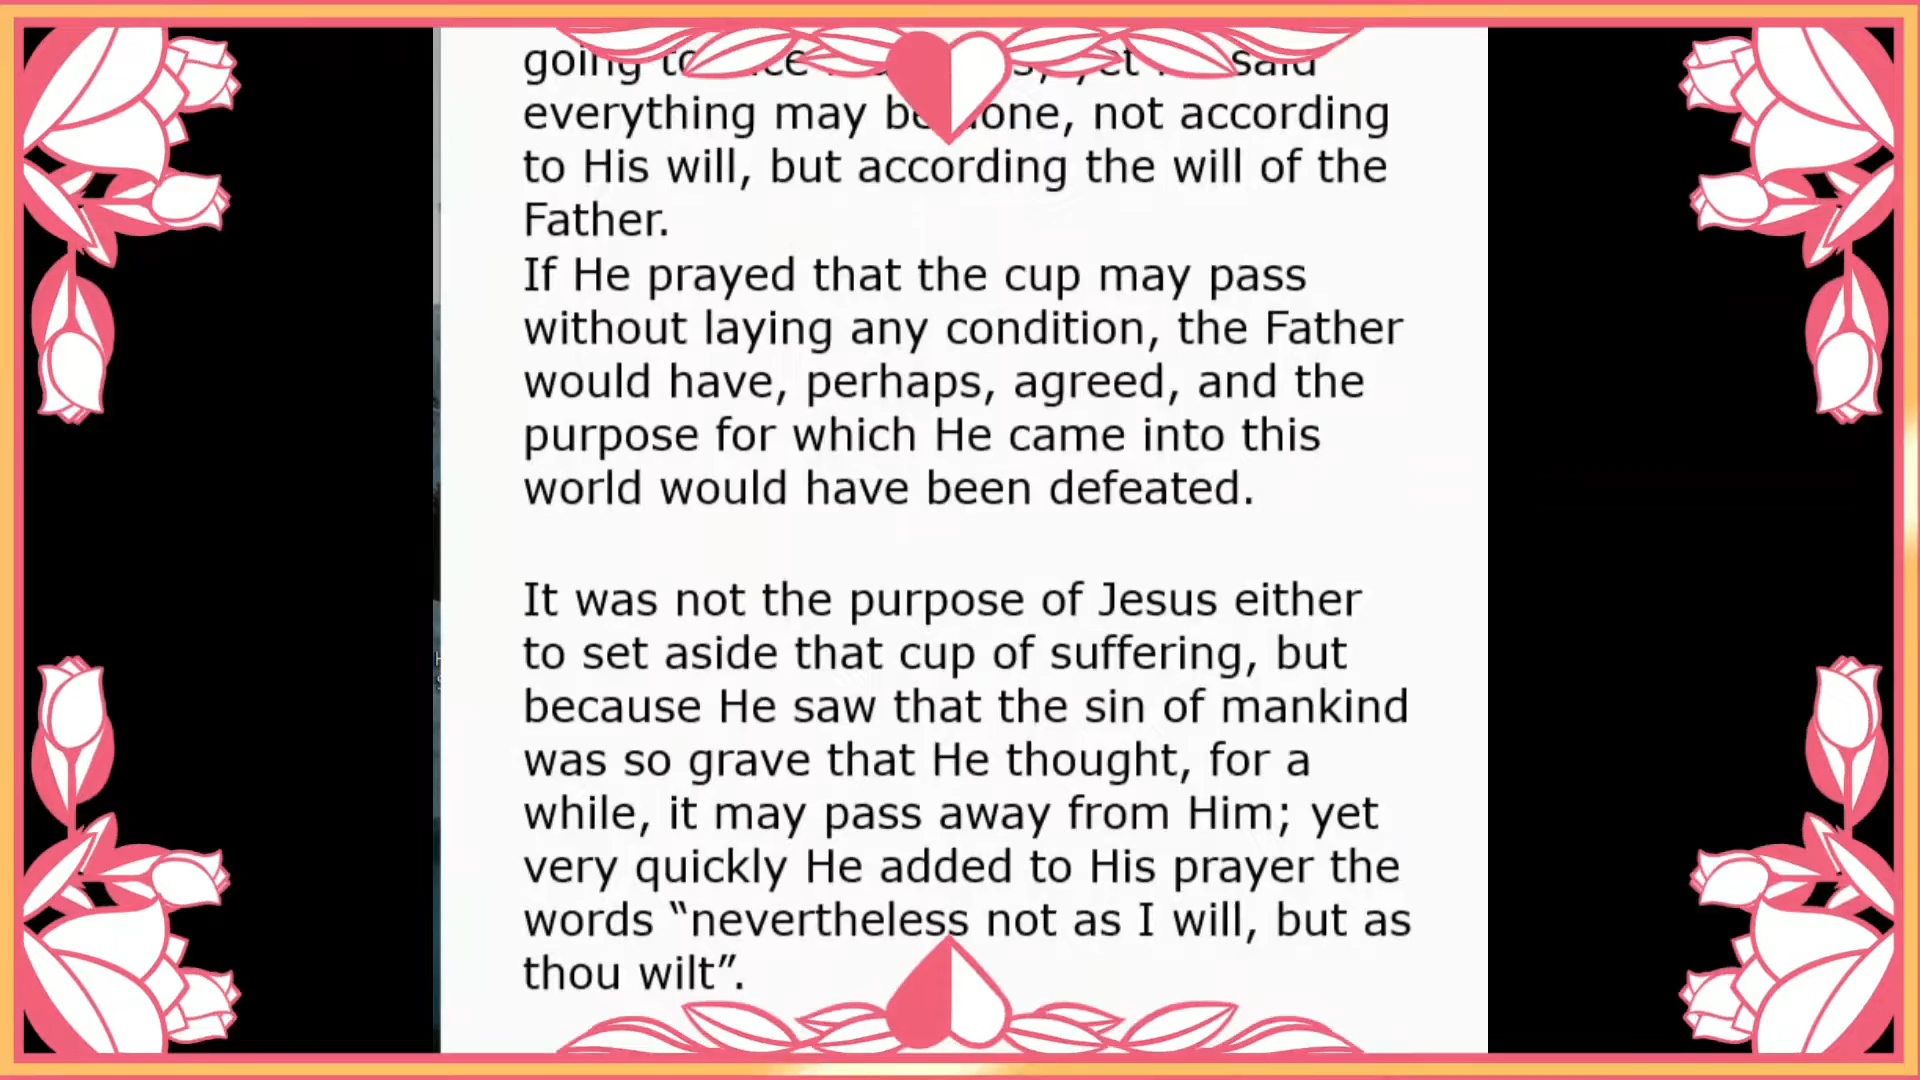 going to said
everything may be done, not according
to His will, but according the will of the
Father.
If He prayed that the cup may pass
without laying any condition, the Father
would have, perhaps, agreed, and the
purpose for which He came into this
world would have been defeated.
It was not the purpose of Jesus either
to set aside that cup of suffering, but
because He saw that the sin of mankind
was so grave that He thought, for a
while, it may pass away from Him; yet
very quickly He added to His prayer the
words “nevertheless not as I will, but as
thou wilt”.